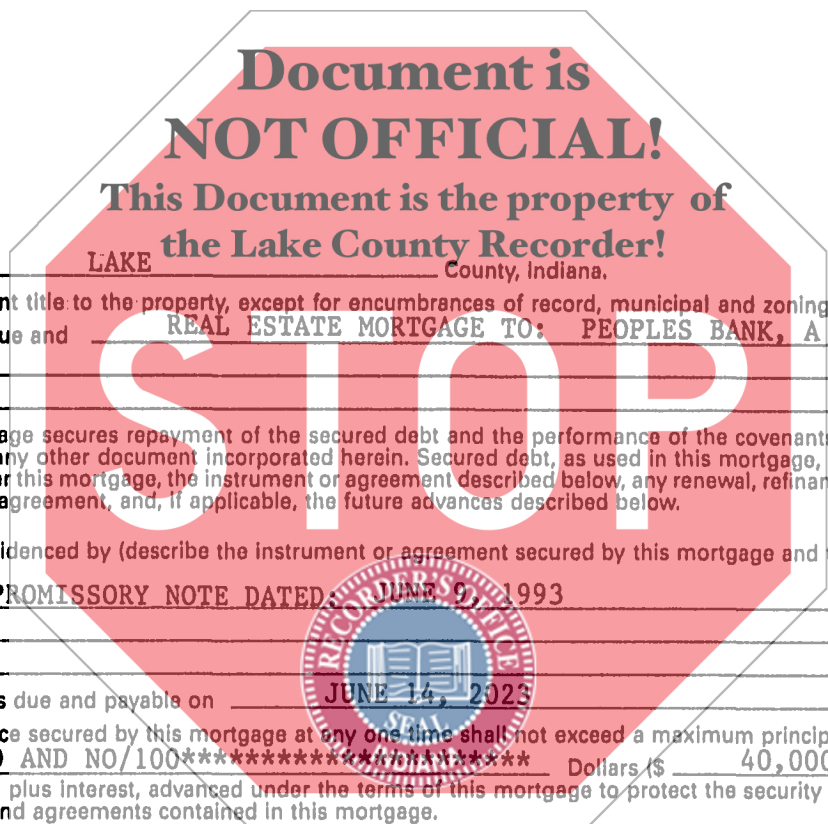 Document is
NOT OFFICIAL!
This Document is the property of
the Lake County Recorder!
LAKE County, Indiana.
nt title to the property, except for encumbrances of record, municipal and zoning
ue and REAL ESTATE MORTGAGE TO: PEOPLES BANK, A
STOP
age secures repayment of the secured debt and the performance of the covenants
ny other document incorporated herein. Secured debt, as used in this mortgage,
r this mortgage, the instrument or agreement described below, any renewal, refinan
agreement, and, if applicable, the future advances described below.
idenced by (describe the instrument or agreement secured by this mortgage and
PROMISSORY NOTE DATED: JUNE 9, 1993
RECORDER'S OFFICE
s due and payable on JUNE 14, 2023
SEAL
INDIANA
ce secured by this mortgage at any one time shall not exceed a maximum princip
AND NO/100************************ Dollars ($ 40,000
plus interest, advanced under the terms of this mortgage to protect the security
nd agreements contained in this mortgage.